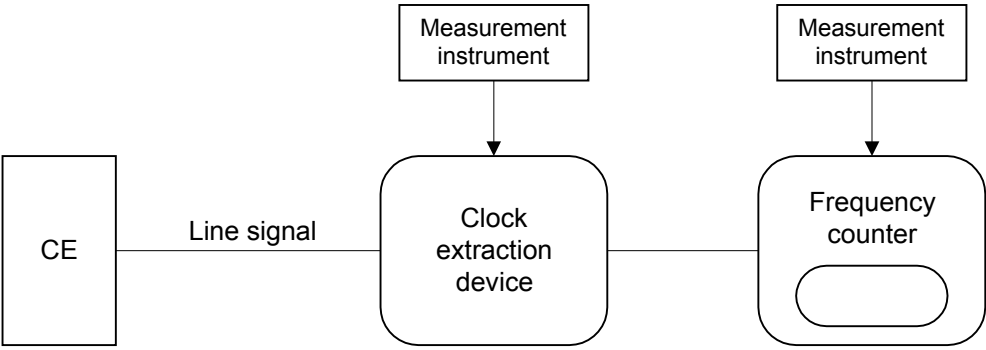 Measurement
instrument
Measurement
instrument
CE
Line signal
Clock
extraction
device
Frequency
counter